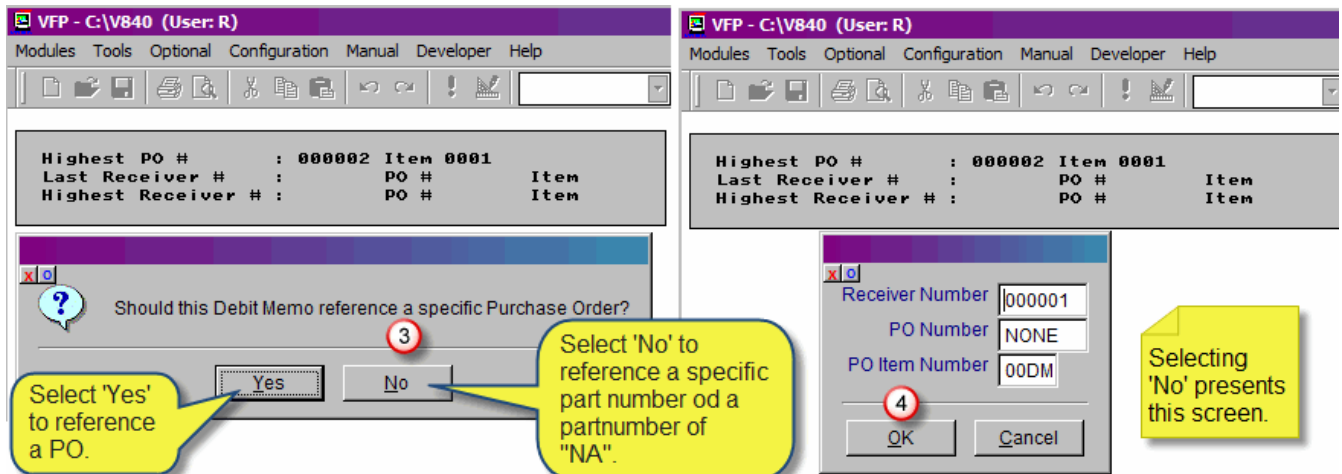 VFP - C:\V840 (User: R)
Modules Tools Optional Configuration Manual Developer Help
Highest PO # : 000002 Item 0001
Last Receiver # : PO # Item
Highest Receiver # : PO # Item
x o
?
Should this Debit Memo reference a specific Purchase Order?
3
Yes
No
Select 'Yes'
to reference
a PO.
Select 'No' to
reference a specific
part number od a
partnumber of
"NA".
VFP - C:\V840 (User: R)
Modules Tools Optional Configuration Manual Developer Help
Highest PO # : 000002 Item 0001
Last Receiver # : PO # Item
Highest Receiver # : PO # Item
x o
Receiver Number 000001
PO Number NONE
PO Item Number 00DM
4
OK
Cancel
Selecting
'No' presents
this screen.